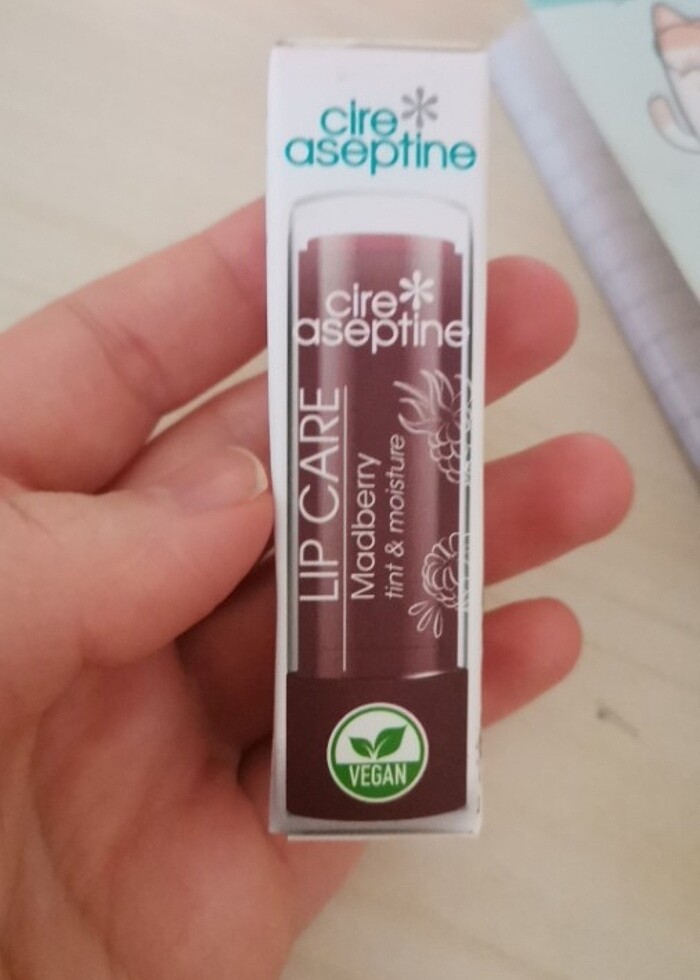 cire
aseptine
cire
aseptine
LIP CARE
Madberry
tint & moisture
VEGAN